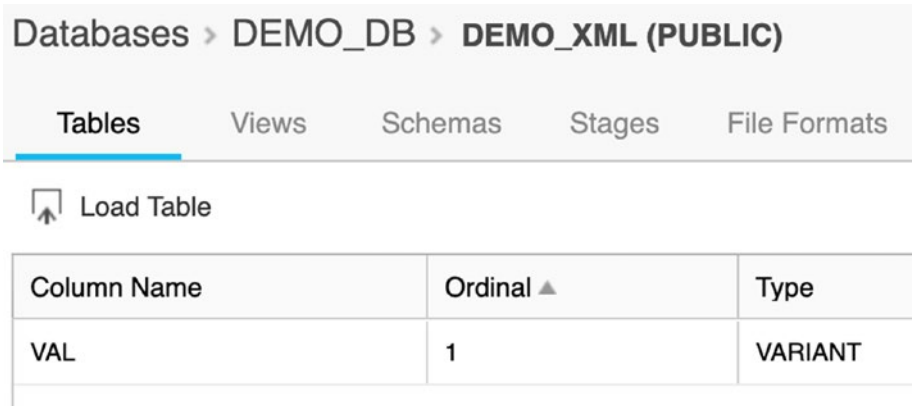 Databases > DEMO_DB > DEMO_XML (PUBLIC)
Tables Views Schemas Stages File Formats
Load Table
Column Name Ordinal Type
VAL 1 VARIANT